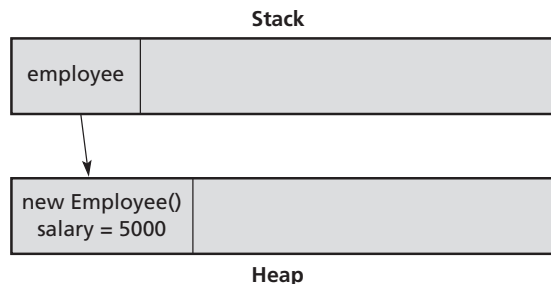 Stack
employee
new Employee()
salary = 5000
Heap